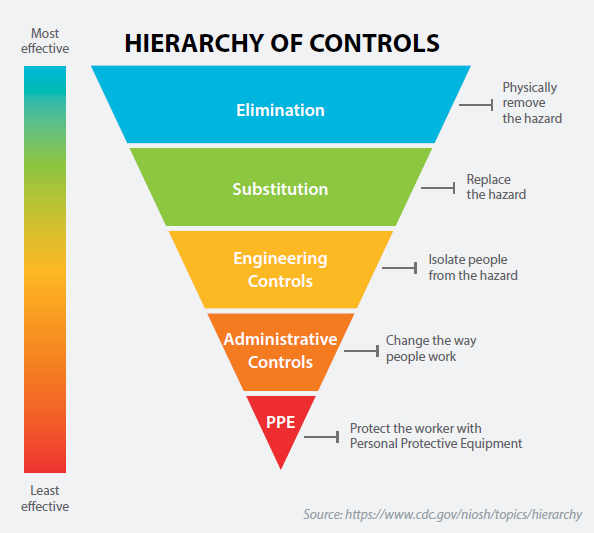 Most
effective
HIERARCHY OF CONTROLS
Elimination
Physically
remove
the hazard
Substitution
Replace
the hazard
Engineering
Controls
Isolate people
from the hazard
Administrative
Controls
Change the way
people work
PPE
Protect the worker with
Personal Protective Equipment
Least
effective
Source: https://www.cdc.gov/niosh/topics/hierarchy